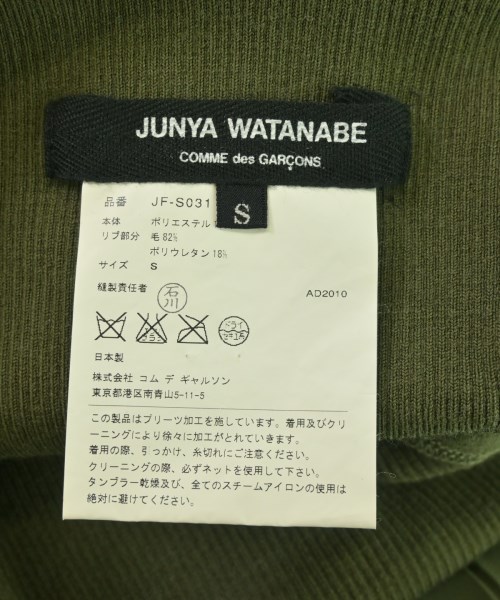 JUNYA WATANABE
COMME des GARÇONS
S
品番 JF-S031
本体 ポリエステル
リブ部分 毛 82%
ポリウレタン 18%
サイズ S
縫製責任者 石川
AD2010
ドライ
セキユ系
日本製
株式会社 コム デ ギャルソン
東京都港区南青山5-11-5
この製品はプリーツ加工を施しています。着用及びクリ
ーニングにより徐々に加工がとれていきます。
着用の際、引っかけ、糸切れにご注意ください。
クリーニングの際、必ずネットを使用して下さい。
タンブラー乾燥及び、全てのスチームアイロンの使用は
絶対に避けてください。